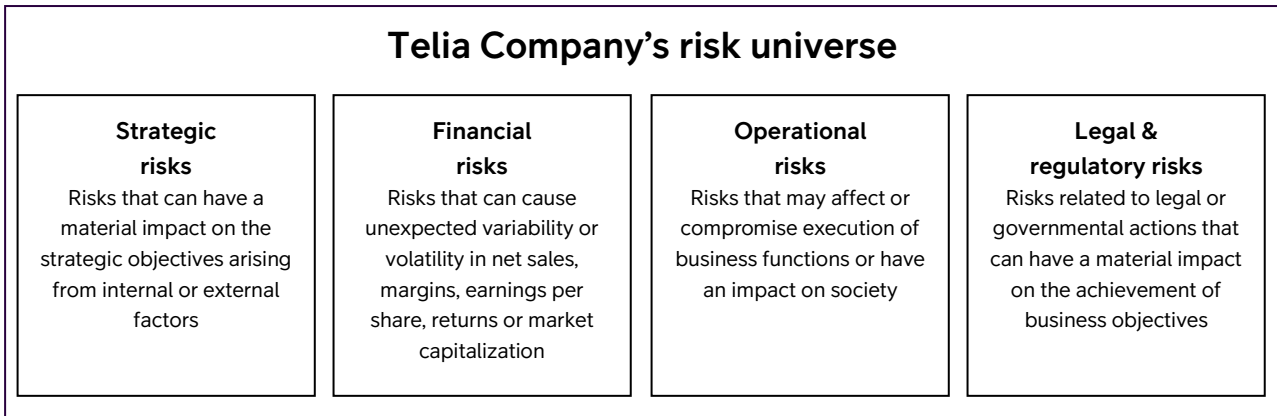 Telia Company’s risk universe
Strategic
risks
Risks that can have a
material impact on the
strategic objectives arising
from internal or external
factors
Financial
risks
Risks that can cause
unexpected variability or
volatility in net sales,
margins, earnings per
share, returns or market
capitalization
Operational
risks
Risks that may affect or
compromise execution of
business functions or have
an impact on society
Legal &
regulatory risks
Risks related to legal or
governmental actions that
can have a material impact
on the achievement of
business objectives